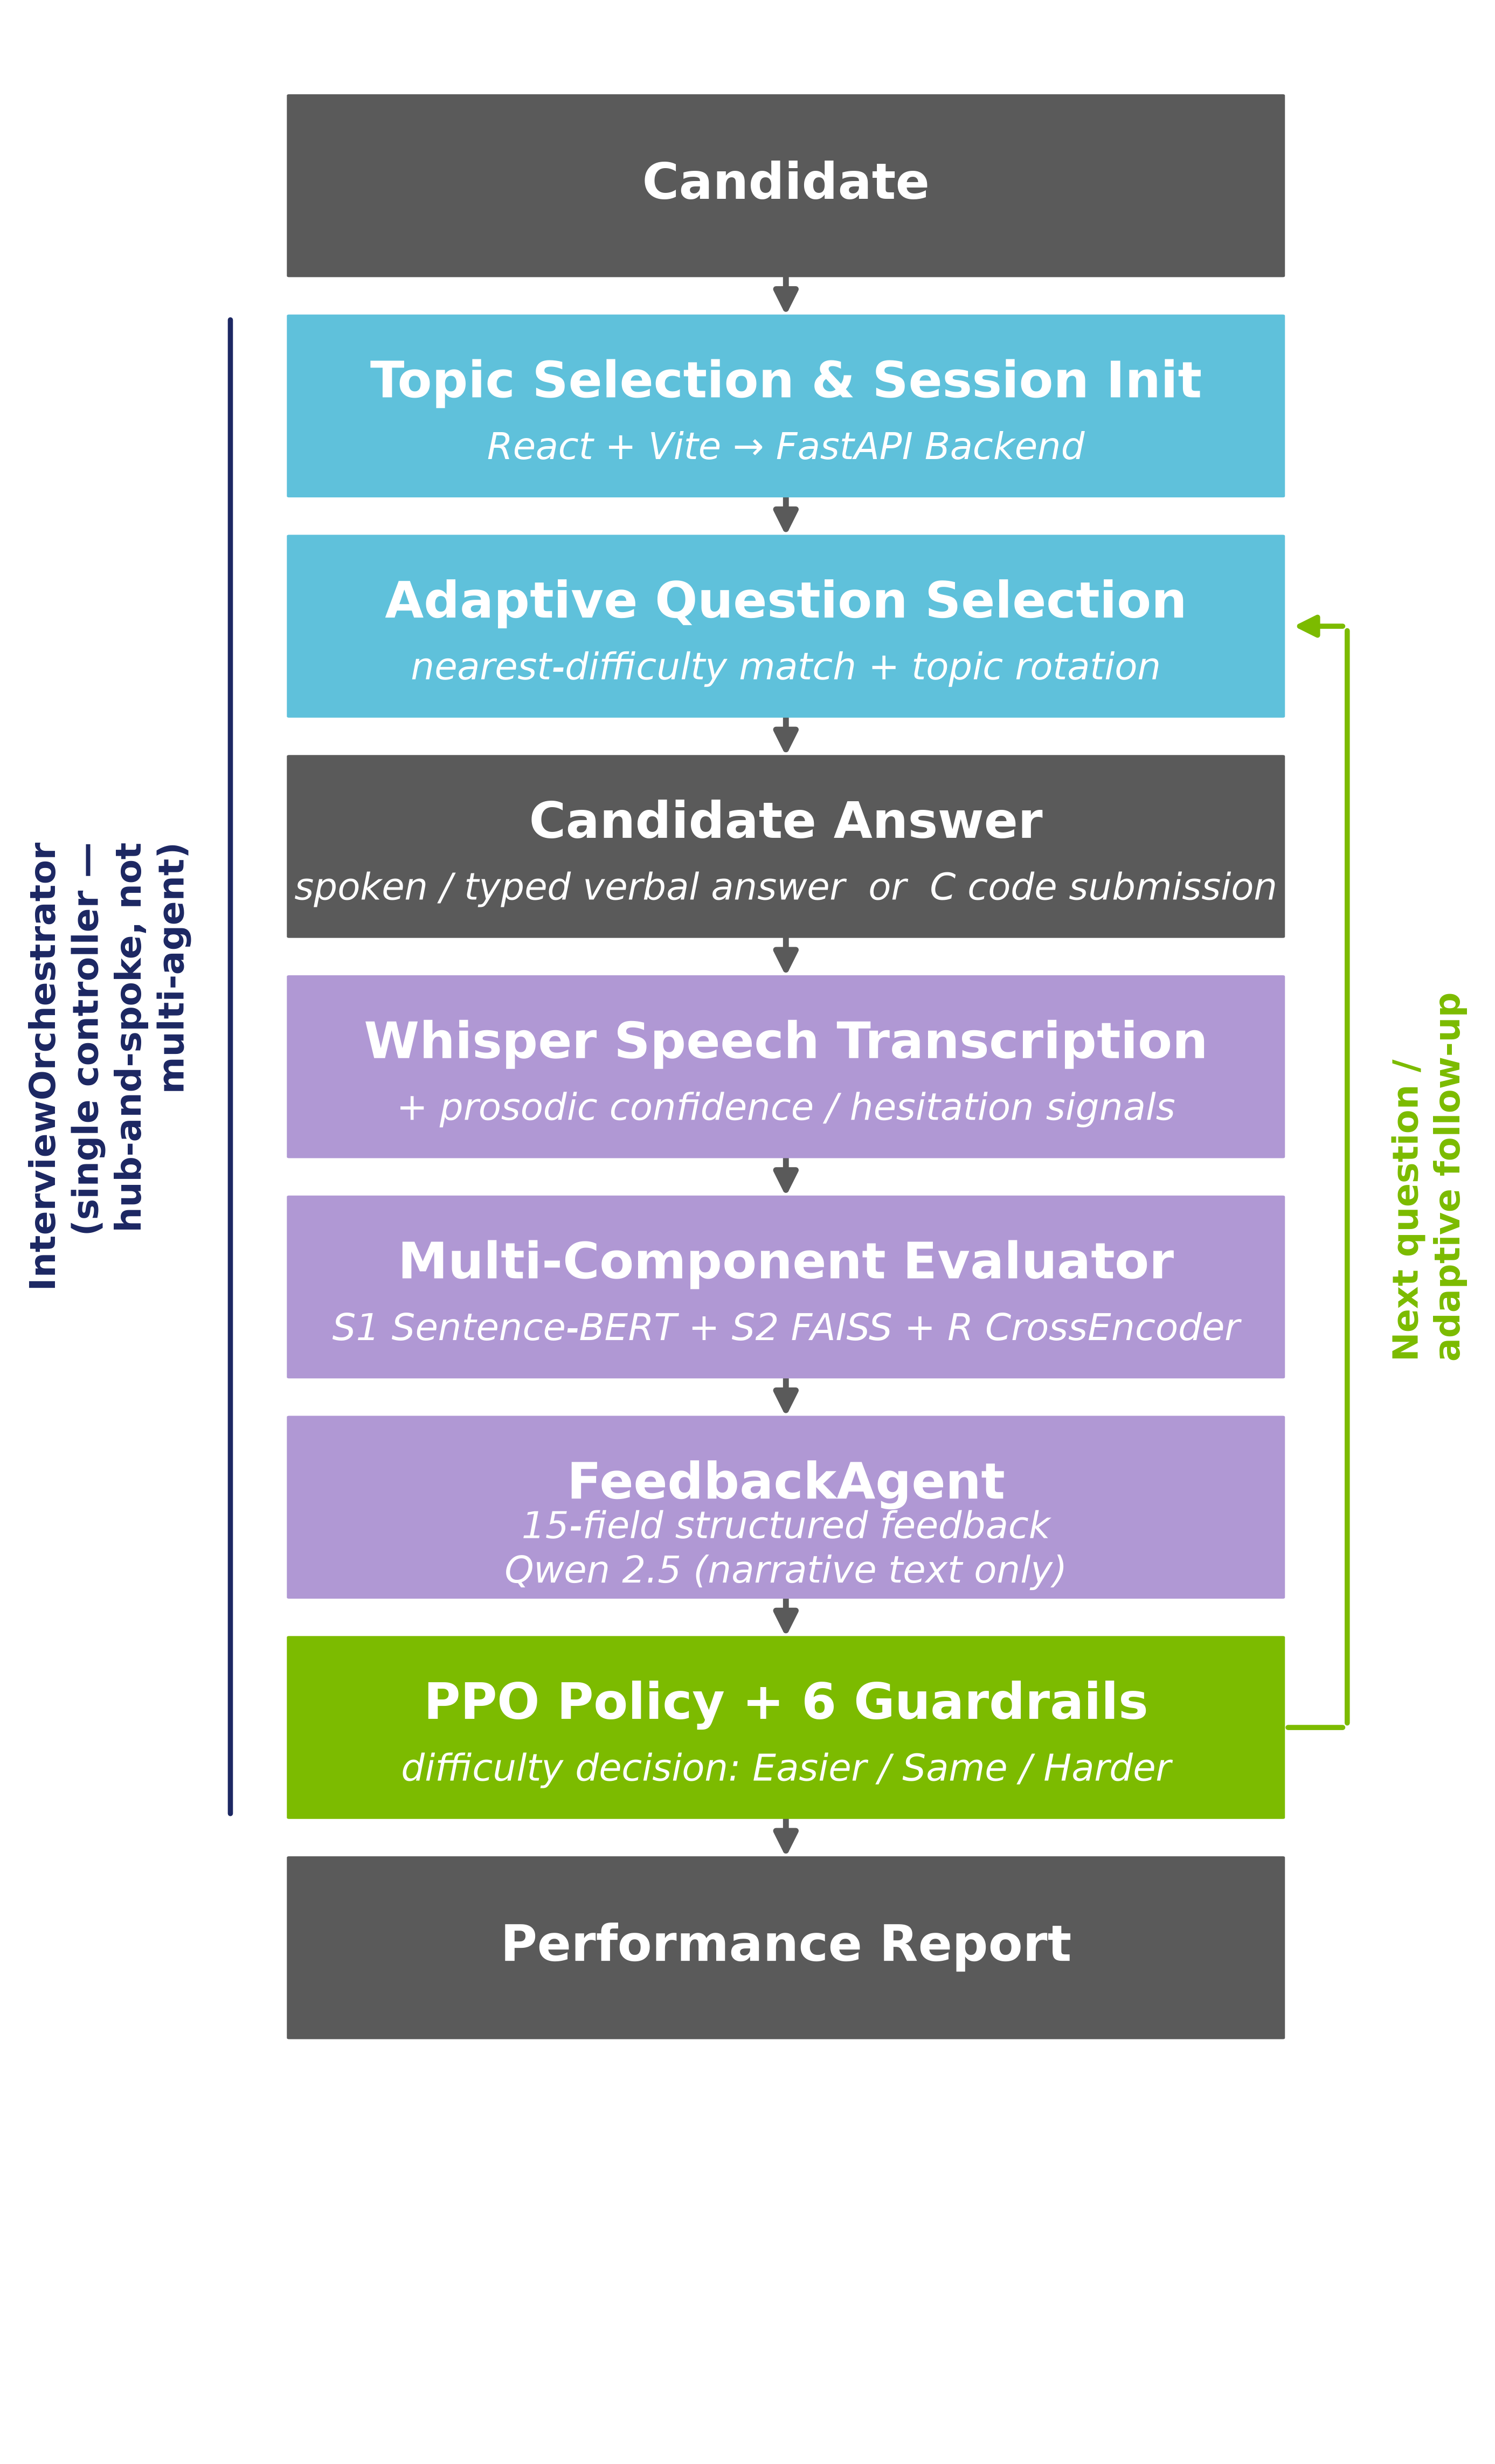 Candidate
Topic Selection & Session Init
React + Vite → FastAPI Backend
Adaptive Question Selection
nearest-difficulty match + topic rotation
Candidate Answer
spoken / typed verbal answer  or  C code submission
Whisper Speech Transcription
+ prosodic confidence / hesitation signals
Multi-Component Evaluator
S1 Sentence-BERT + S2 FAISS + R CrossEncoder
FeedbackAgent
15-field structured feedback
Qwen 2.5 (narrative text only)
PPO Policy + 6 Guardrails
difficulty decision: Easier / Same / Harder
Performance Report
InterviewOrchestrator
(single controller —
hub-and-spoke, not
multi-agent)
Next question /
adaptive follow-up